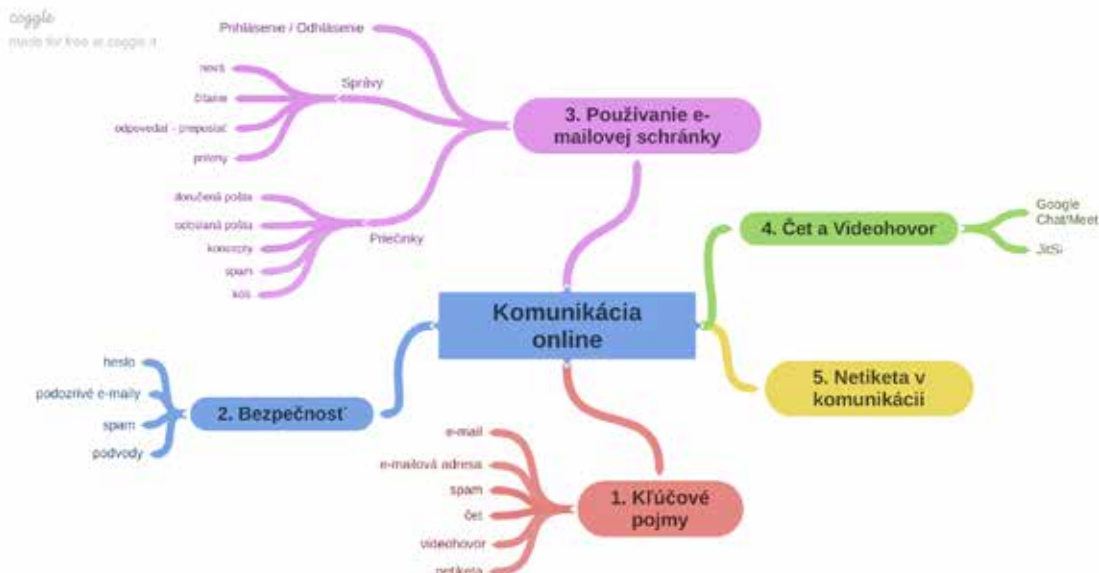 coggle
made for free at coggle.it
Prihlásenie / Odhlásenie
nová
Správy
čítanie
odpovedať - preposlať
prílohy
3. Používanie e-
mailovej schránky
doručená pošta
odoslaná pošta
koncepty
spam
kôš
Priečinky
4. Čet a Videohovor
Google
Chat/Meet
JitSi
Komunikácia
online
5. Netiketa v
komunikácii
heslo
podozrivé e-maily
spam
podvody
2. Bezpečnosť
e-mail
e-mailová adresa
spam
čet
videohovor
netiketa
1. Kľúčové
pojmy